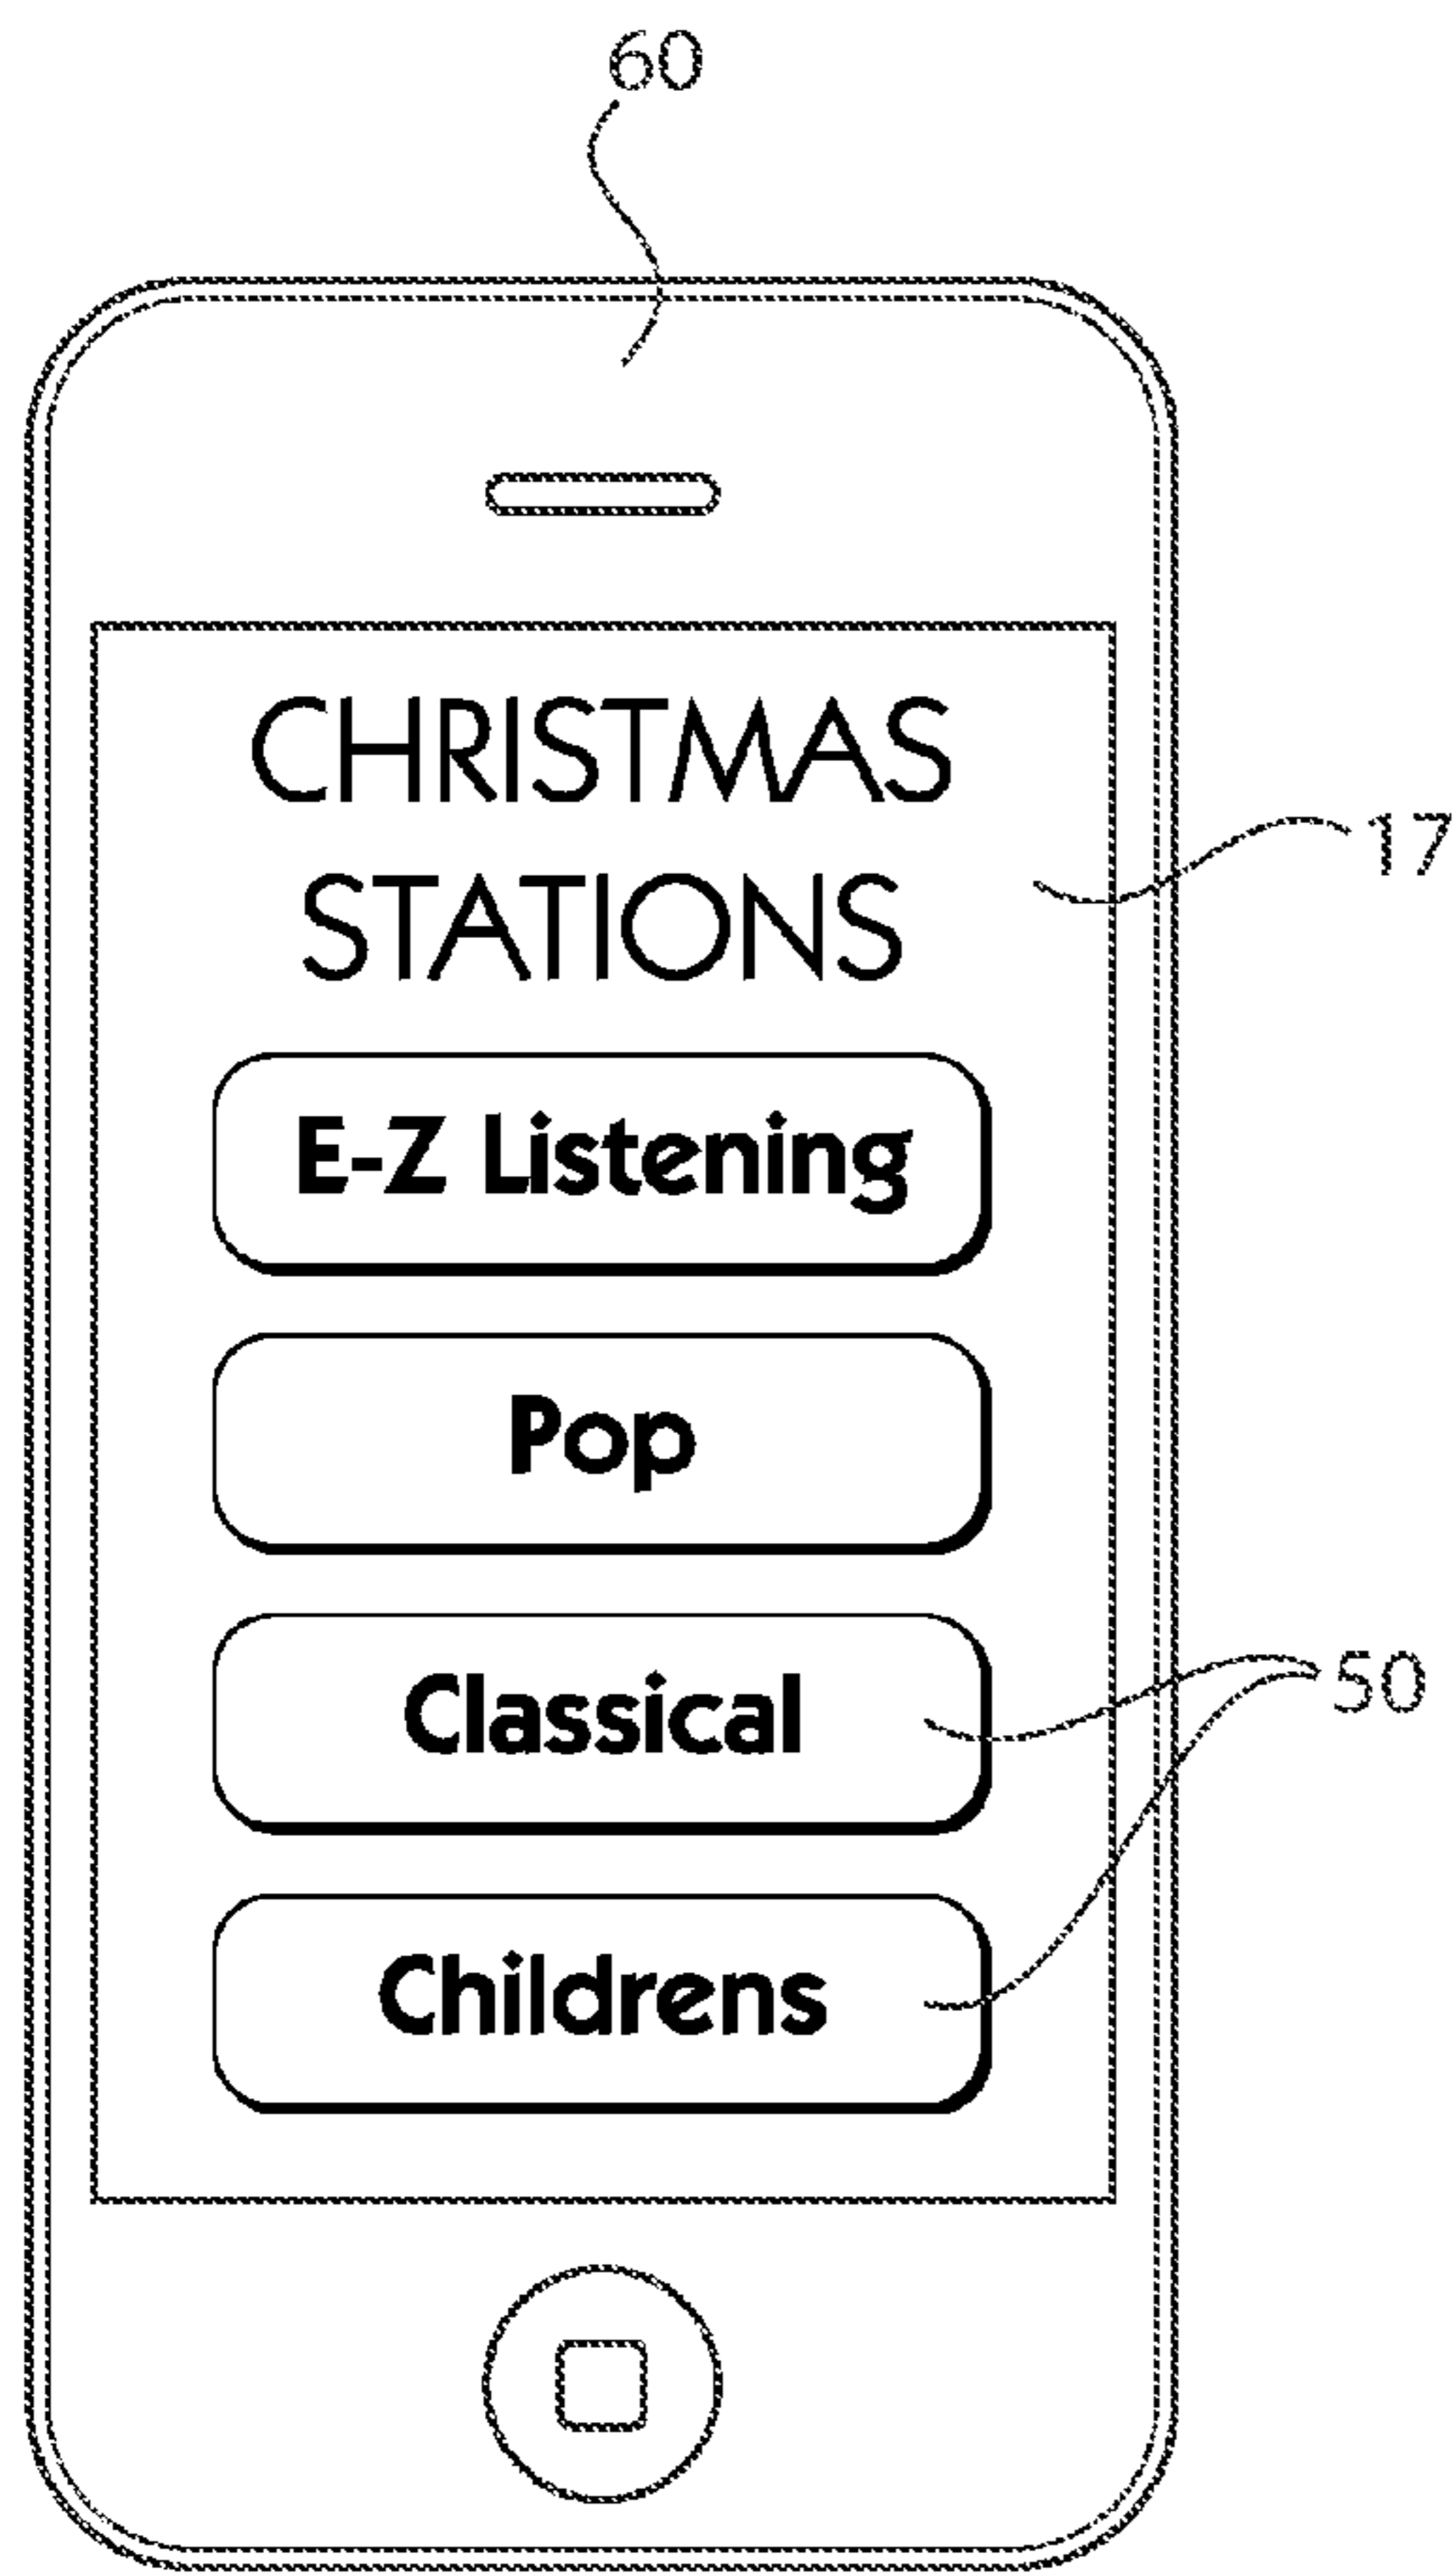 60
CHRISTMAS
17
STATIONS
E-Z Listening
Pop
Classical
50
Childrens